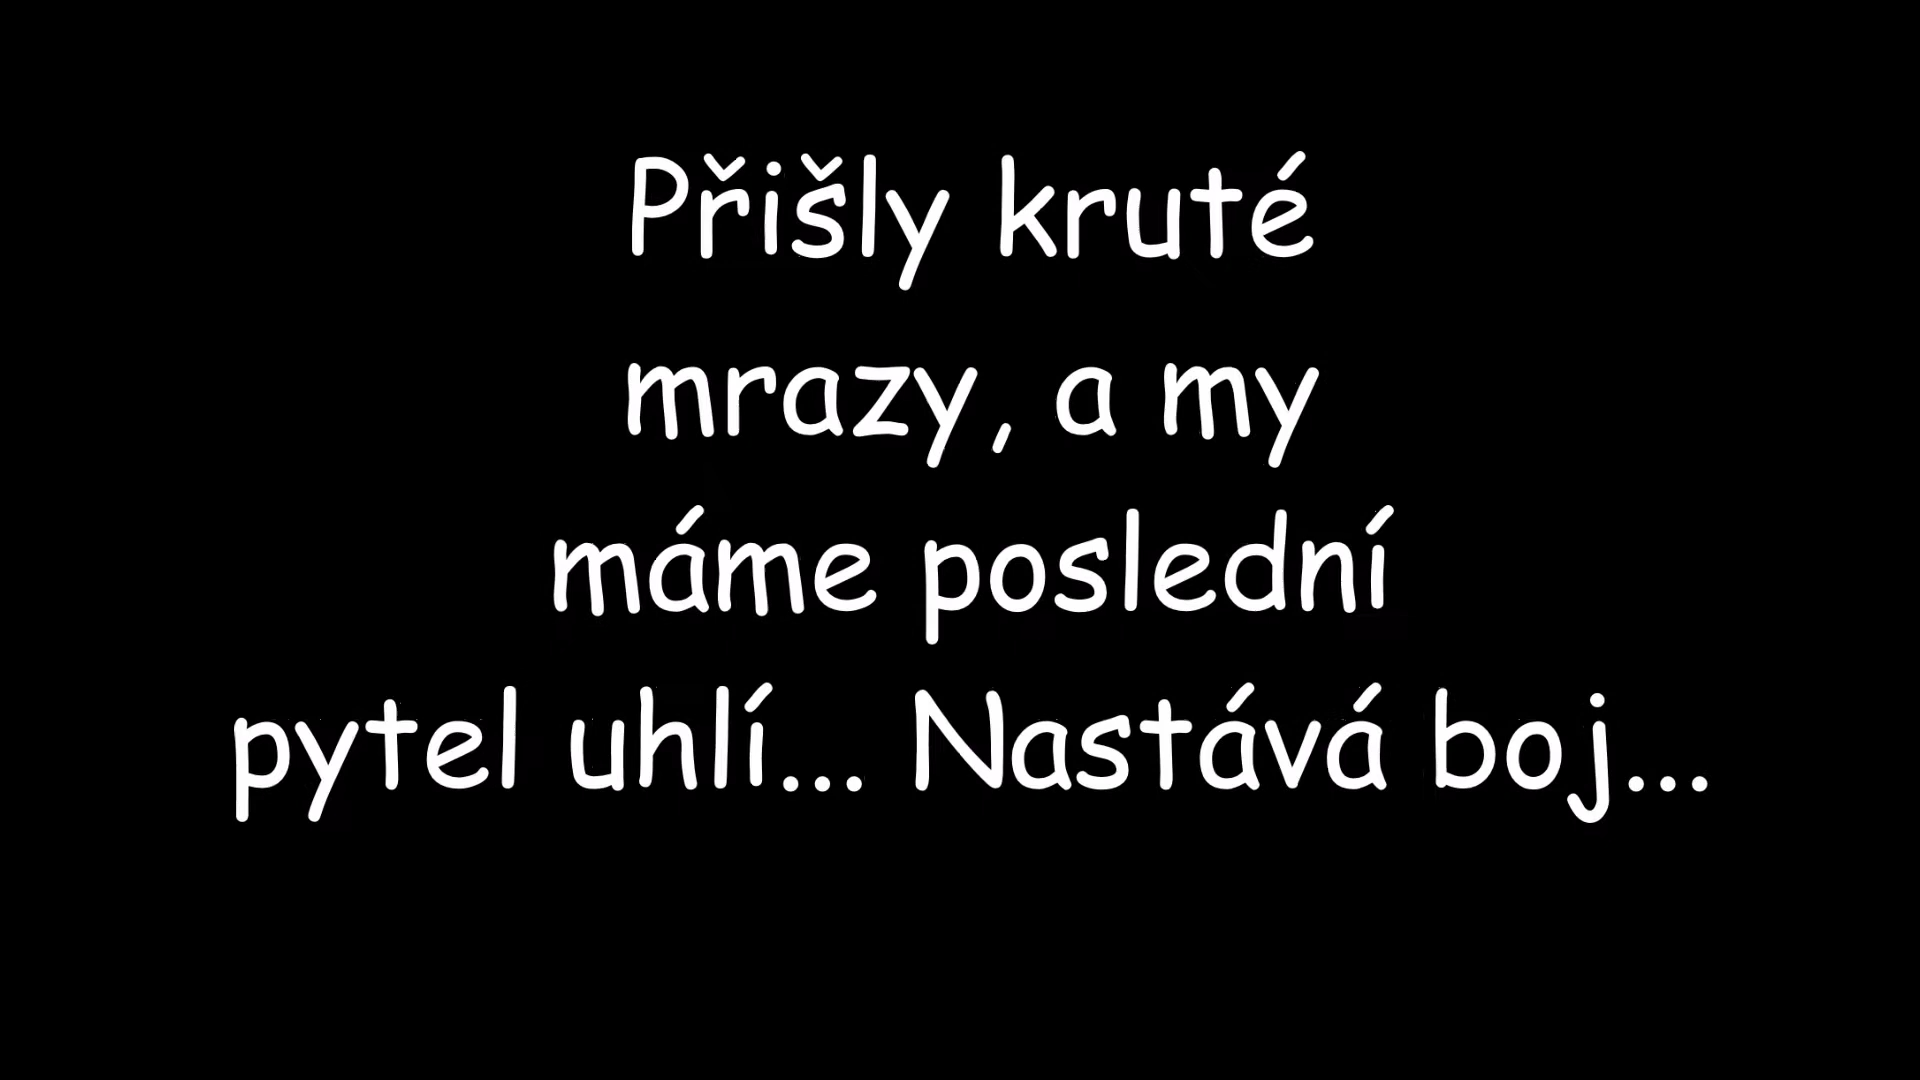 Přišly kruté
mrazy, a my
máme poslední
pytel uhlí... Nastává boj...